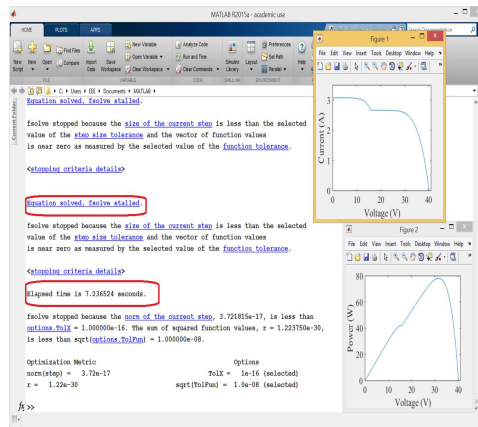 MATLAB R2015a - academic use
HOME PLOTS APPS
New Script
New
Open
Find Files
Compare
Import Data
Save Workspace
New Variable
Open Variable
Clear Workspace
Analyze Code
Run and Time
Clear Commands
Simulink Library
Layout
Preferences
Set Path
Parallel
Help
FILE VARIABLE CODE SIMULINK ENVIRONMENT
C: Users EEE Documents MATLAB
Current Folder
Equation solved, fsolve stalled.
fsolve stopped because the size of the current step is less than the selected
value of the step size tolerance and the vector of function values
is near zero as measured by the selected value of the function tolerance.
<stopping criteria details>
Equation solved, fsolve stalled.
fsolve stopped because the size of the current step is less than the selected
value of the step size tolerance and the vector of function values
is near zero as measured by the selected value of the function tolerance.
<stopping criteria details>
Elapsed time is 7.236524 seconds.
fsolve stopped because the norm of the current step, 3.721815e-17, is less than
options.TolX = 1.000000e-16. The sum of squared function values, r = 1.223750e-30,
is less than sqrt(options.TolFun) = 1.000000e-08.
Optimization Metric Options
norm(step) = 3.72e-17 TolX = 1e-16 (selected)
r = 1.22e-30 sqrt(TolFun) = 1.0e-08 (selected)
fx >>
Figure 1
File Edit View Insert Tools Desktop Window Help
Current (A)
3
2
1
0
0 10 20 30 40
Voltage (V)
Figure 2
File Edit View Insert Tools Desktop Window Help
Power (W)
80
60
40
20
0
0 10 20 30 40
Voltage (V)